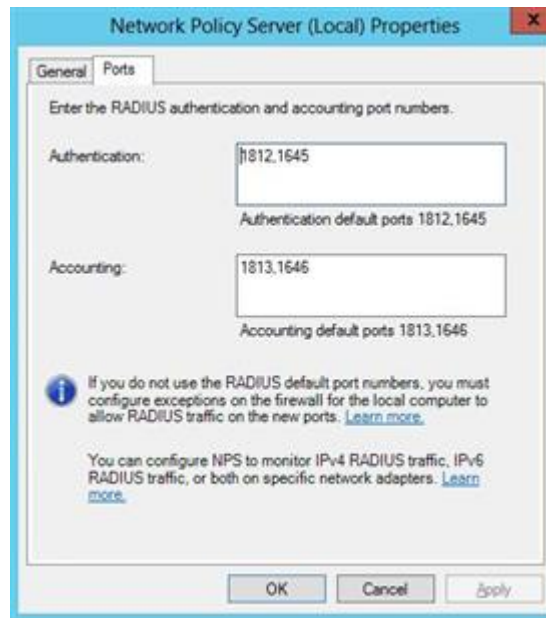 Network Policy Server (Local) Properties
x
General Ports
Enter the RADIUS authentication and accounting port numbers.
Authentication: 1812,1645
Authentication default ports 1812,1645
Accounting: 1813,1646
Accounting default ports 1813,1646
If you do not use the RADIUS default port numbers, you must
configure exceptions on the firewall for the local computer to
allow RADIUS traffic on the new ports. Learn more.
You can configure NPS to monitor IPv4 RADIUS traffic, IPv6
RADIUS traffic, or both on specific network adapters. Learn
more.
OK Cancel Apply